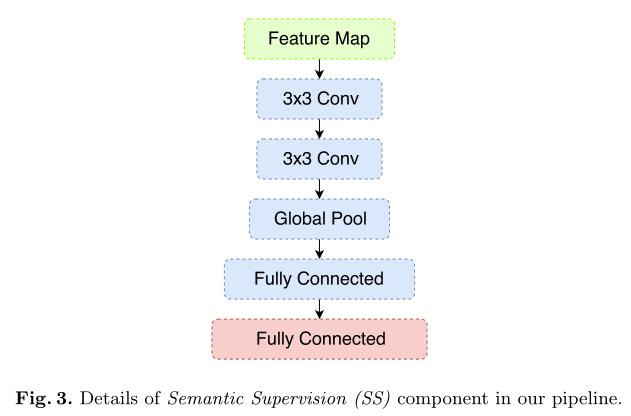 Feature Map
3x3 Conv
3x3 Conv
Global Pool
Fully Connected
Fully Connected
Fig. 3. Details of Semantic Supervision (SS) component in our pipeline.